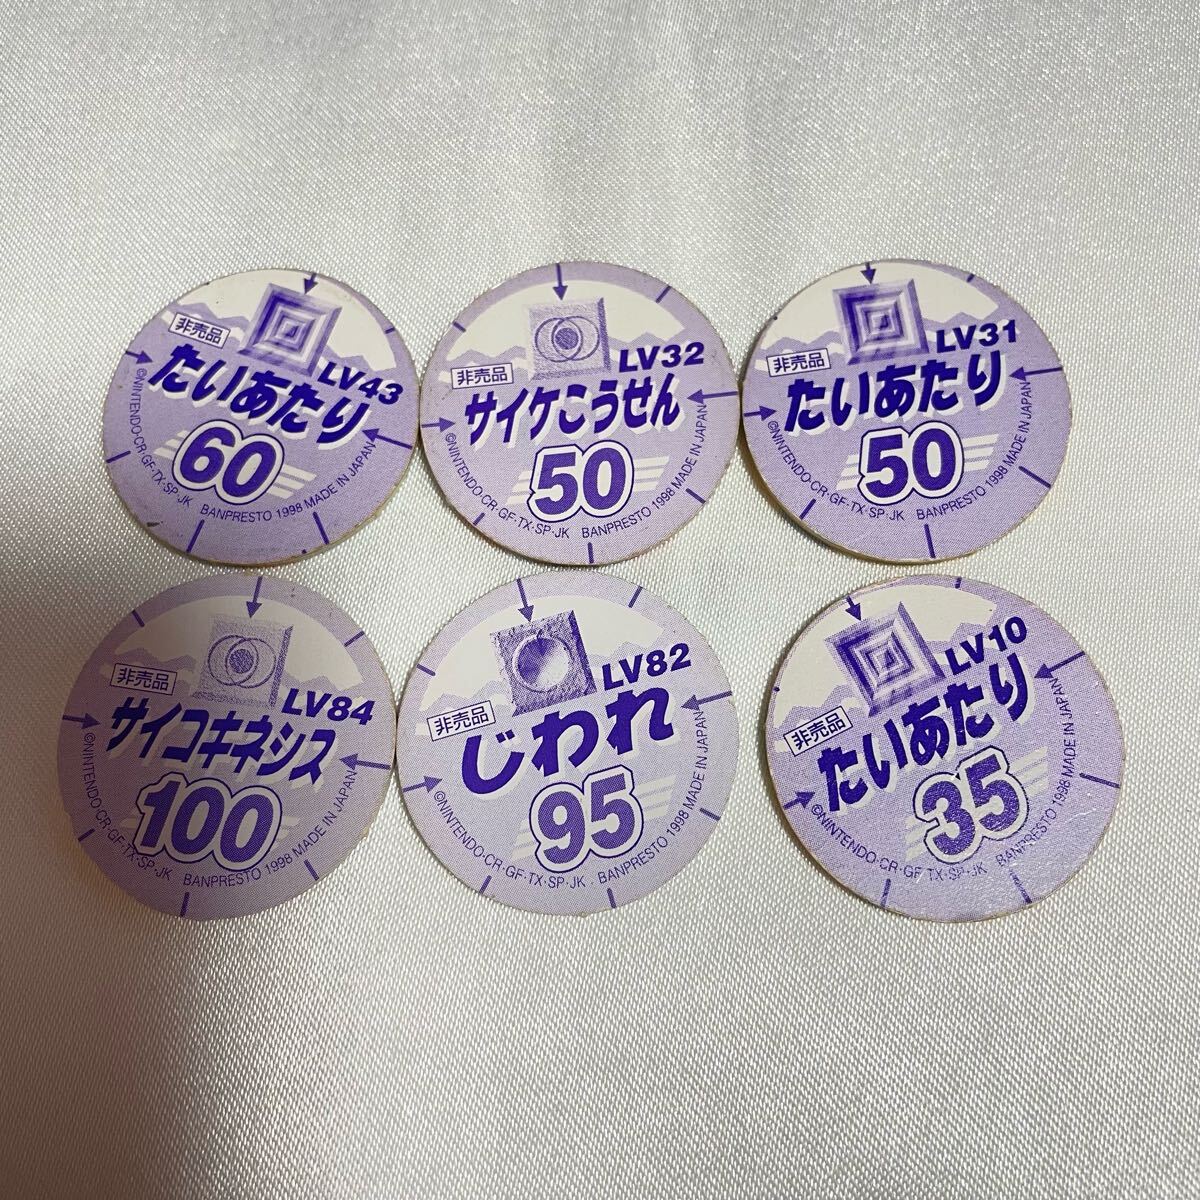 非売品
LV43
たいあたり
60
©NINTENDO・CR・GF・TX・SP・JK BANPRESTO 1998 MADE IN JAPAN
非売品
LV32
サイケこうせん
50
©NINTENDO・CR・GF・TX・SP・JK BANPRESTO 1998 MADE IN JAPAN
非売品
LV31
たいあたり
50
©NINTENDO・CR・GF・TX・SP・JK BANPRESTO 1998 MADE IN JAPAN
非売品
LV84
サイコキネシス
100
©NINTENDO・CR・GF・TX・SP・JK BANPRESTO 1998 MADE IN JAPAN
非売品
LV82
じわれ
95
©NINTENDO・CR・GF・TX・SP・JK BANPRESTO 1998 MADE IN JAPAN
非売品
LV10
たいあたり
35
©NINTENDO・CR・GF・TX・SP・JK BANPRESTO 1998 MADE IN JAPAN